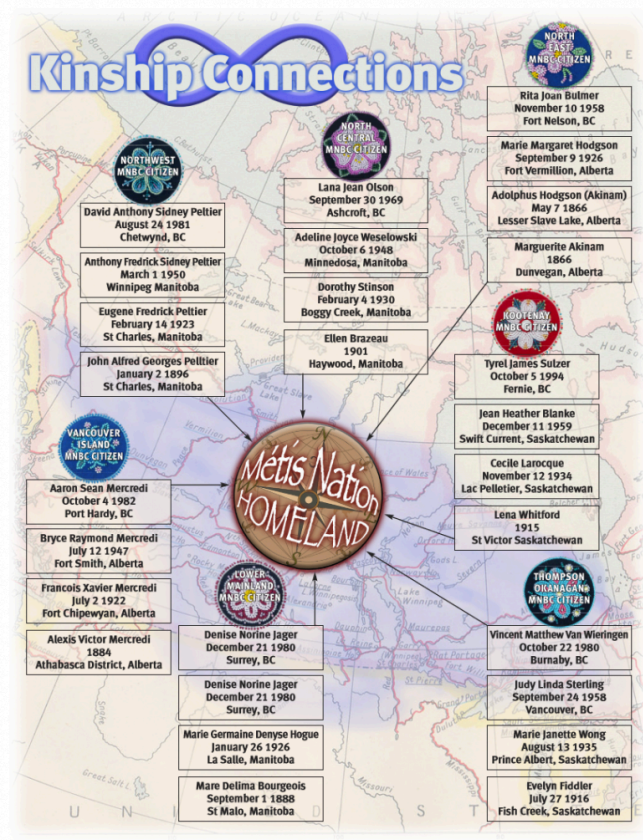 Kinship Connections
NORTH
EAST
MNBC CITIZEN
Rita Joan Bulmer
November 10 1958
Fort Nelson, BC
Marie Margaret Hodgson
September 9 1926
Fort Vermillion, Alberta
Adolphus Hodgson (Akinam)
May 7 1866
Lesser Slave Lake, Alberta
Marguerite Akinam
1866
Dunvegan, Alberta
NORTH
CENTRAL
MNBC CITIZEN
Lana Jean Olson
September 30 1969
Ashcroft, BC
Adeline Joyce Weselowski
October 6 1948
Minnedosa, Manitoba
Dorothy Stinson
February 4 1930
Boggy Creek, Manitoba
Ellen Brazeau
1901
Haywood, Manitoba
NORTHWEST
MNBC CITIZEN
David Anthony Sidney Peltier
August 24 1981
Chetwynd, BC
Anthony Fredrick Sidney Peltier
March 1 1950
Winnipeg Manitoba
Eugene Fredrick Peltier
February 14 1923
St Charles, Manitoba
John Alfred Georges Pelltier
January 2 1896
St Charles, Manitoba
KOOTENAY
MNBC CITIZEN
Tyrel James Sulzer
October 5 1994
Fernie, BC
Jean Heather Blanke
December 11 1959
Swift Current, Saskatchewan
Cecile Larocque
November 12 1934
Lac Pelletier, Saskatchewan
Lena Whitford
1915
St Victor Saskatchewan
VANCOUVER
ISLAND
MNBC CITIZEN
Aaron Sean Mercredi
October 4 1982
Port Hardy, BC
Bryce Raymond Mercredi
July 12 1947
Fort Smith, Alberta
Francois Xavier Mercredi
July 2 1922
Fort Chipewyan, Alberta
Alexis Victor Mercredi
1884
Athabasca District, Alberta
Métis Nation
HOMELAND
LOWER
MAINLAND
MNBC CITIZEN
Denise Norine Jager
December 21 1980
Surrey, BC
Denise Norine Jager
December 21 1980
Surrey, BC
Marie Germaine Denyse Hogue
January 26 1926
La Salle, Manitoba
Mare Delima Bourgeois
September 1 1888
St Malo, Manitoba
THOMPSON
OKANAGAN
MNBC CITIZEN
Vincent Matthew Van Wieringen
October 22 1980
Burnaby, BC
Judy Linda Sterling
September 24 1958
Vancouver, BC
Marie Janette Wong
August 13 1935
Prince Albert, Saskatchewan
Evelyn Fiddler
July 27 1916
Fish Creek, Saskatchewan
Great Slave
Lake
Lake
Winnipeg
Great Salt L.
Missouri
Mississippi
U N I
S T